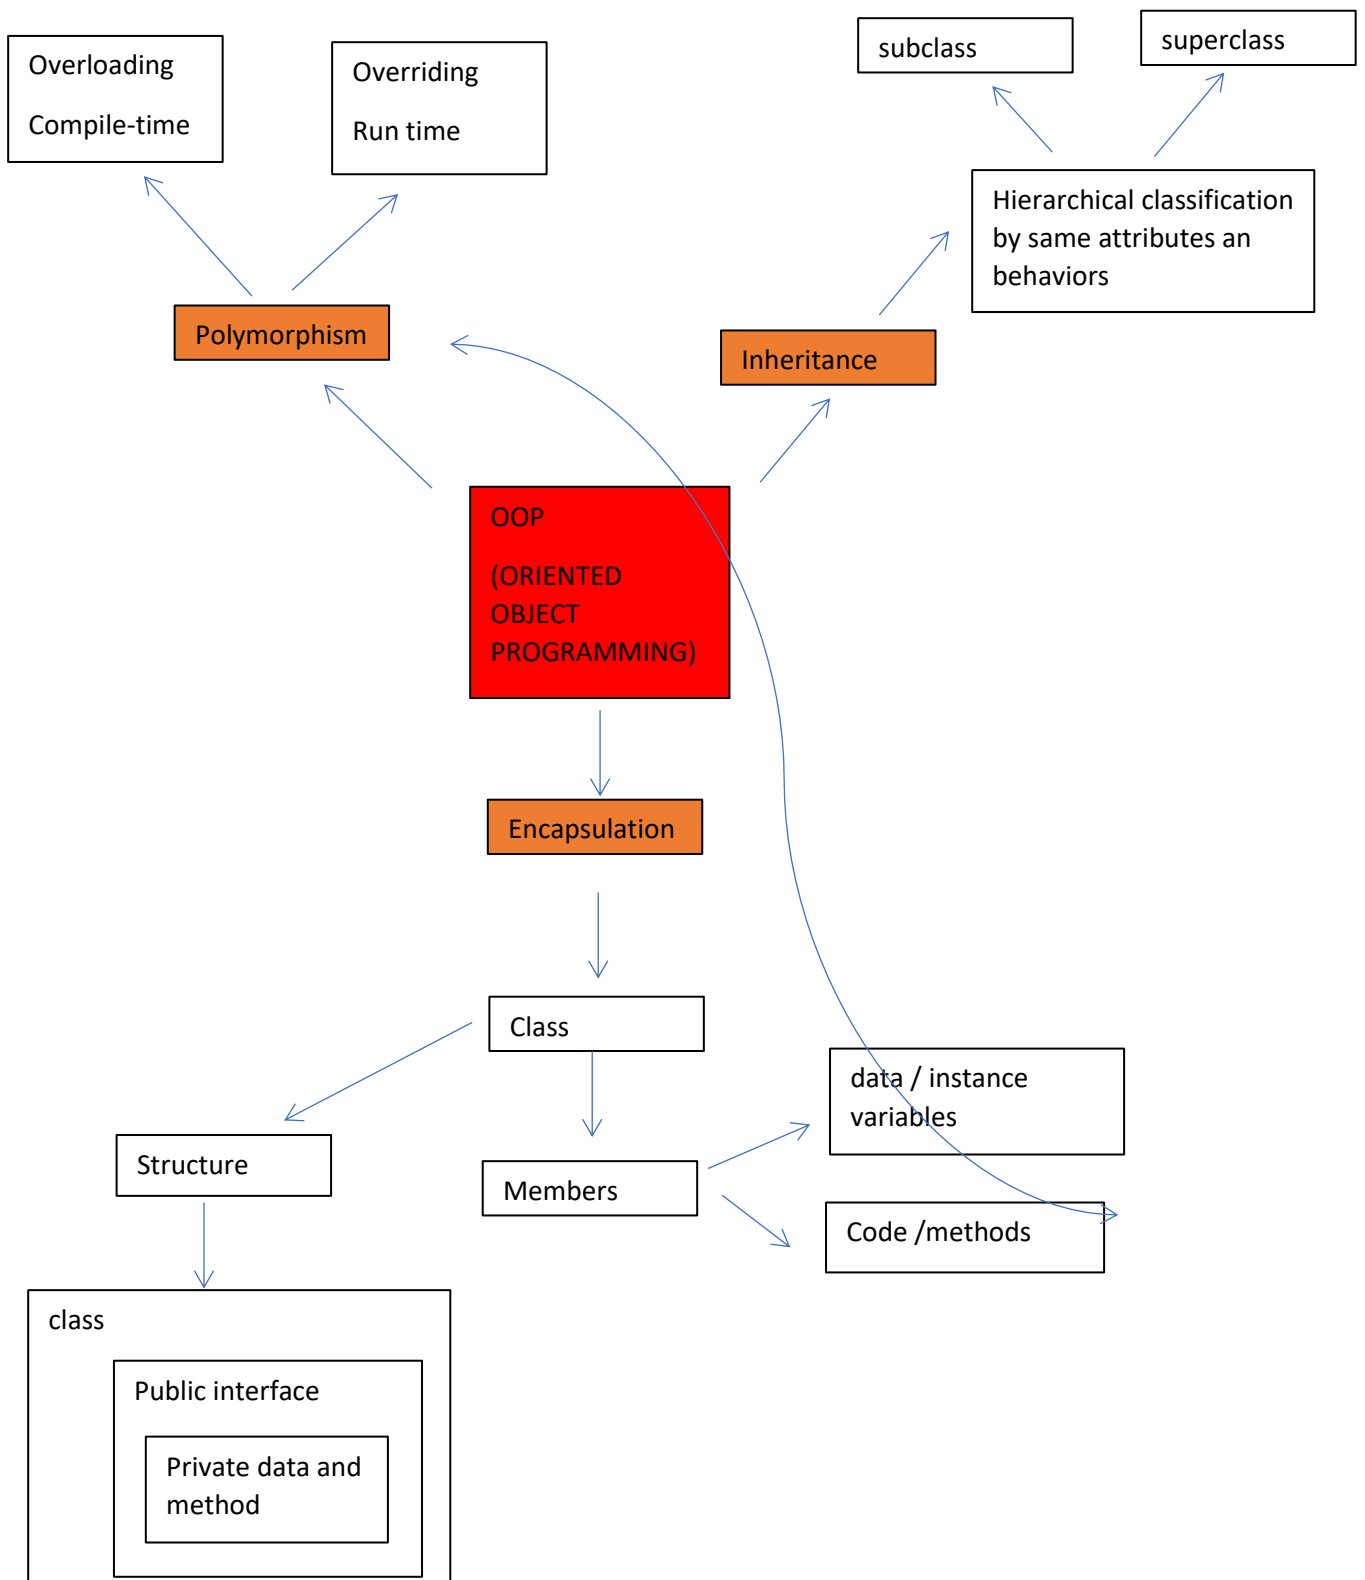 Overloading
Compile-time
Overriding
Run time
subclass
superclass
Hierarchical classification
by same attributes an
behaviors
Polymorphism
Inheritance
OOP
(ORIENTED
OBJECT
PROGRAMMING)
Encapsulation
Class
data / instance
variables
Structure
Members
Code /methods
class
Public interface
Private data and
method